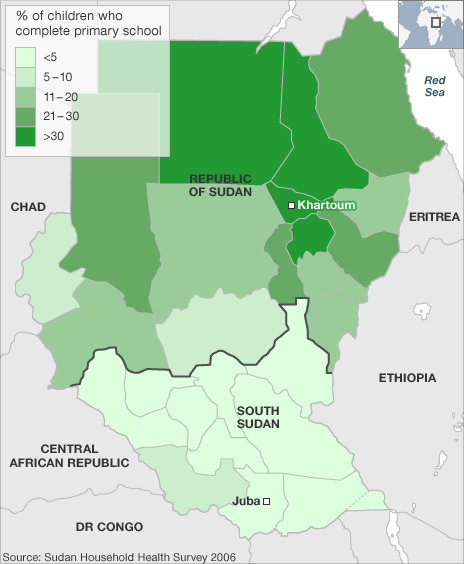 % of children who
complete primary school
<5
5-10
11-20
21-30
>30
Red
Sea
REPUBLIC
OF SUDAN
Khartoum
CHAD
ERITREA
ETHIOPIA
SOUTH
SUDAN
CENTRAL
AFRICAN REPUBLIC
Juba
DR CONGO
Source: Sudan Household Health Survey 2006